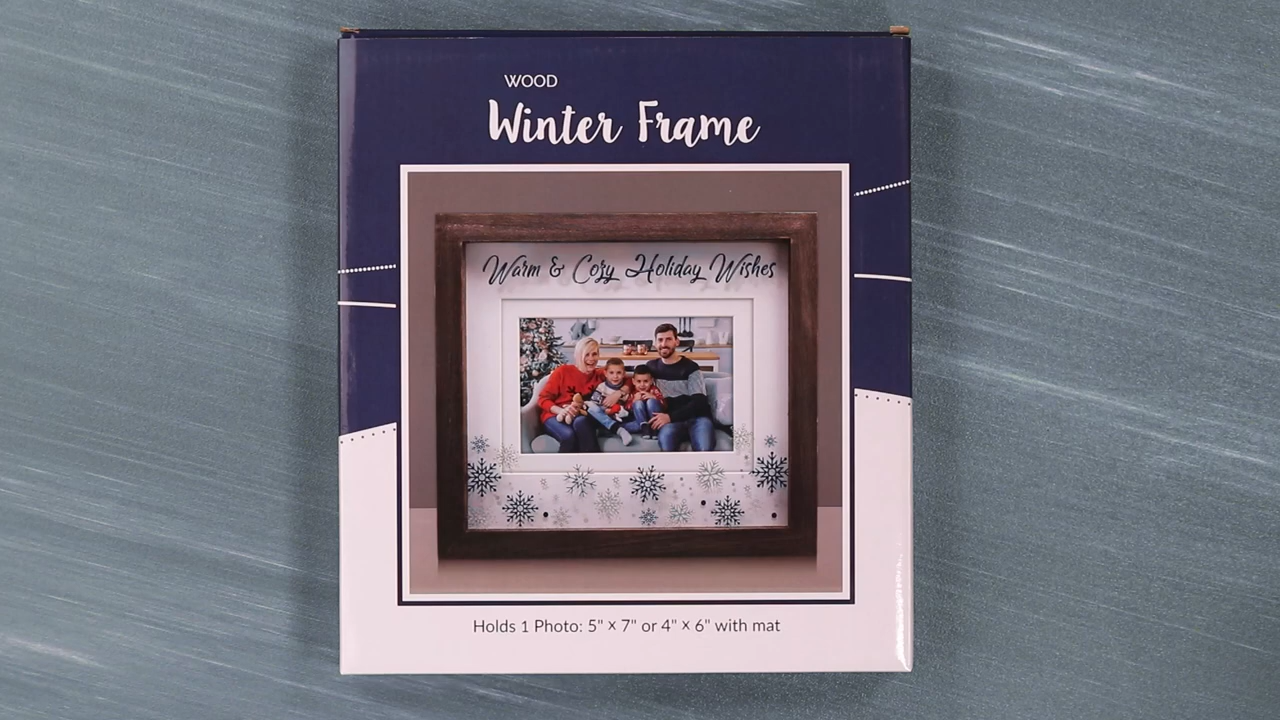 WOOD
Winter Frame
Warm & Cozy Holiday Wishes
Holds 1 Photo: 5" x 7" or 4" x 6" with mat